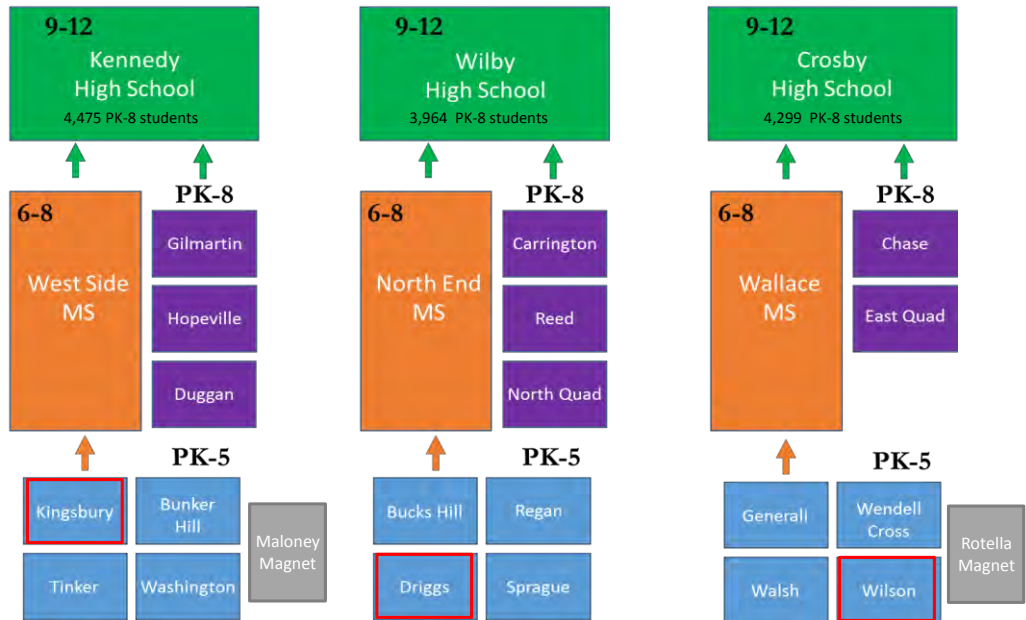 9-12
Kennedy
High School
4,475 PK-8 students
6-8
West Side
MS
PK-8
Gilmartin
Hopeville
Duggan
PK-5
Kingsbury
Bunker
Hill
Tinker
Washington
Maloney
Magnet
9-12
Wilby
High School
3,964 PK-8 students
6-8
North End
MS
PK-8
Carrington
Reed
North Quad
PK-5
Bucks Hill
Regan
Driggs
Sprague
9-12
Crosby
High School
4,299 PK-8 students
6-8
Wallace
MS
PK-8
Chase
East Quad
PK-5
Generall
Wendell
Cross
Walsh
Wilson
Rotella
Magnet